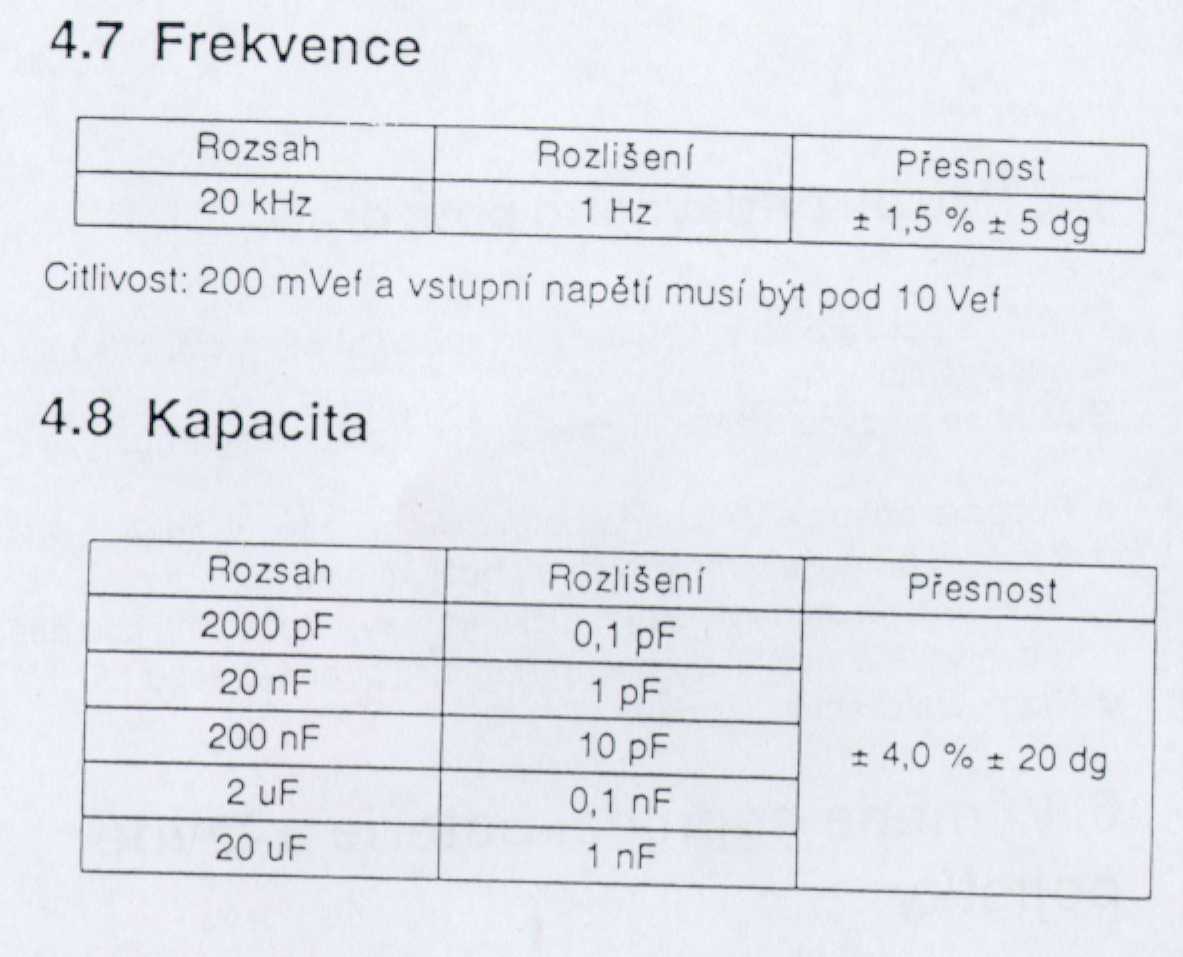 4.7 Frekvence
Rozsah Rozlišení Přesnost
20 kHz 1 Hz ± 1,5 % ± 5 dg
Citlivost: 200 mVef a vstupní napětí musí být pod 10 Vef
4.8 Kapacita
Rozsah Rozlišení Přesnost
2000 pF 0,1 pF
20 nF 1 pF
200 nF 10 pF ± 4,0 % ± 20 dg
2 uF 0,1 nF
20 uF 1 nF